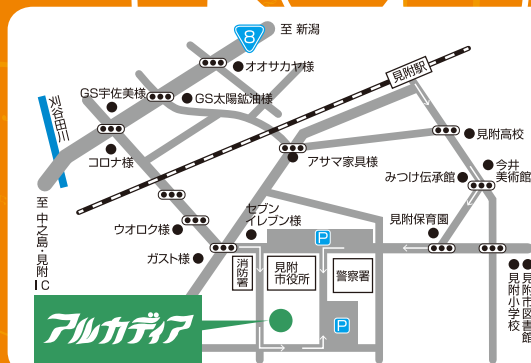 8
至 新潟
オオサカヤ様
GS宇佐美様
GS太陽鉱油様
見附駅
刈谷田川
コロナ様
アサマ家具様
見附高校
みつけ伝承館
今井
美術館
至 中之島・見附IC
ウオロク様
セブン
イレブン様
見附保育園
ガスト様
P
消防署
見附
市役所
警察署
見附小学校
見附市図書館
アルカディア
P